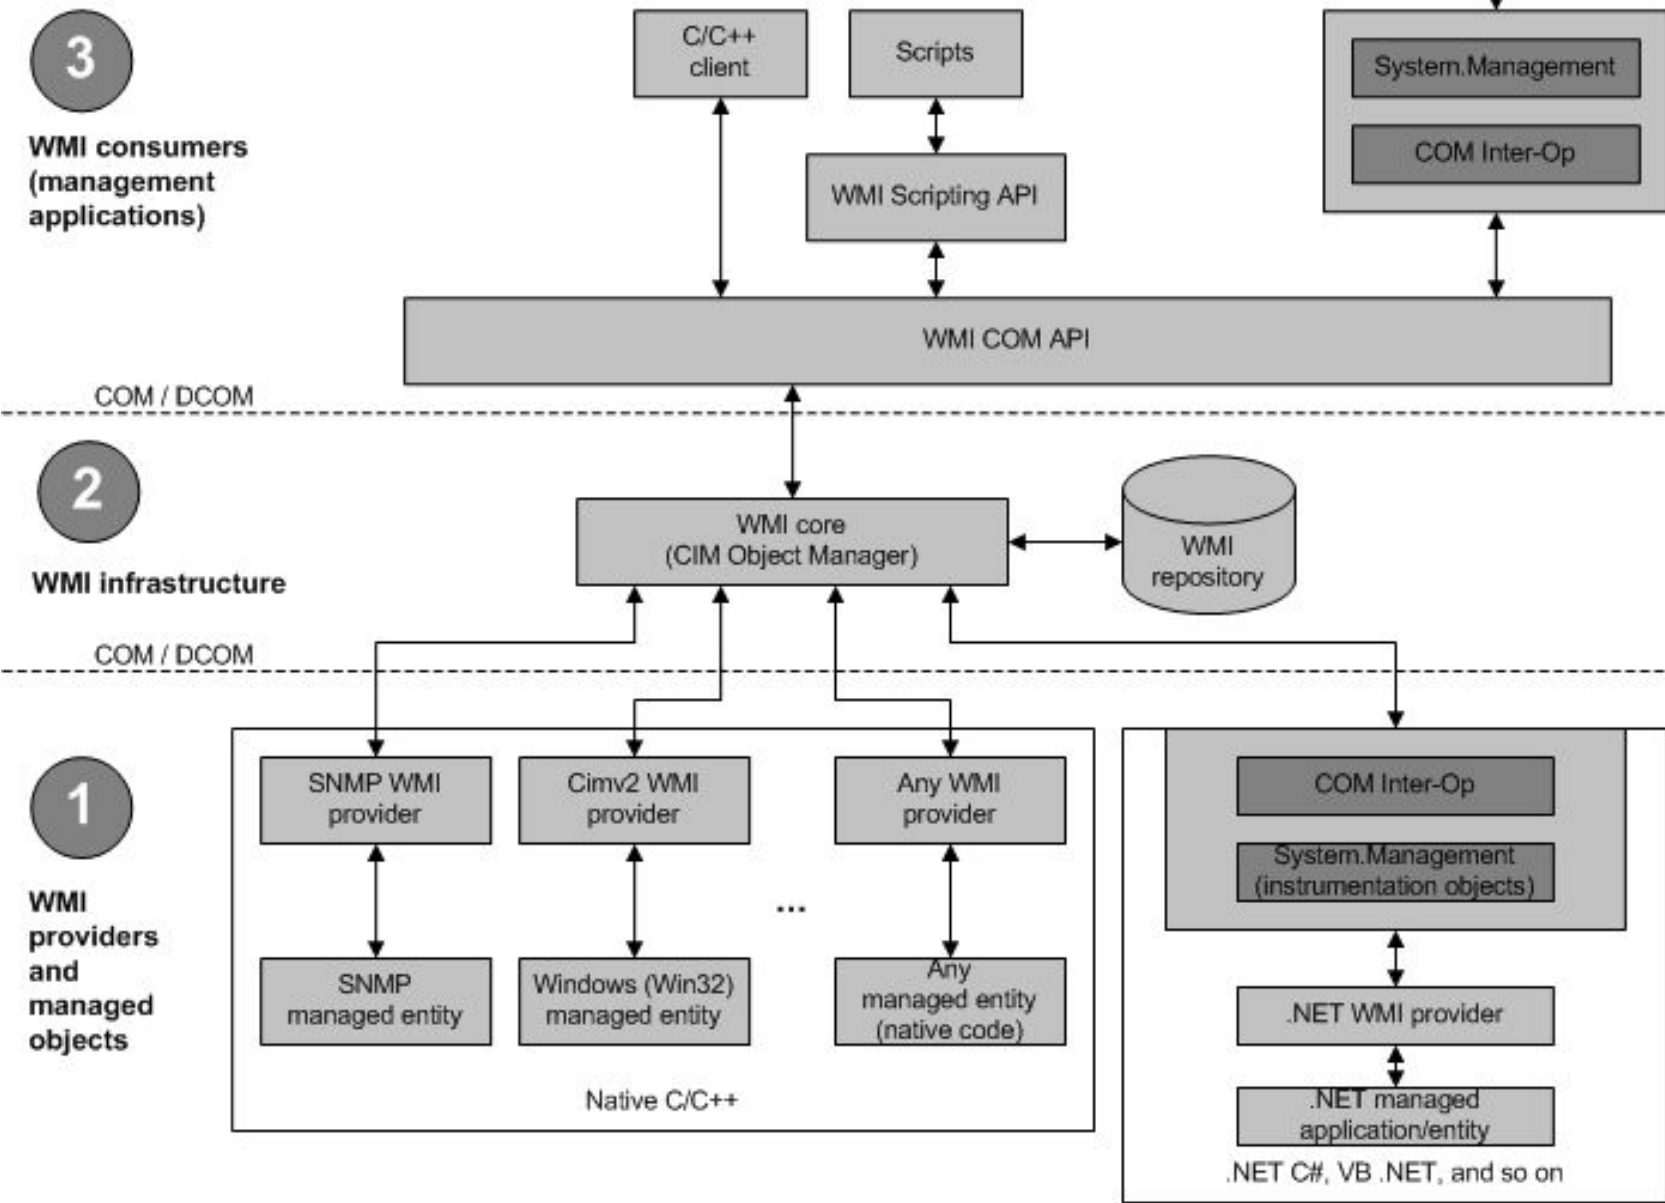 3
WMI consumers
(management
applications)
C/C++
client
Scripts
WMI Scripting API
System.Management
COM Inter-Op
WMI COM API
COM / DCOM
2
WMI infrastructure
WMI core
(CIM Object Manager)
WMI
repository
COM / DCOM
1
WMI
providers
and
managed
objects
SNMP WMI
provider
Cimv2 WMI
provider
Any WMI
provider
...
SNMP
managed entity
Windows (Win32)
managed entity
Any
managed entity
(native code)
Native C/C++
COM Inter-Op
System.Management
(instrumentation objects)
.NET WMI provider
.NET managed
application/entity
.NET C#, VB .NET, and so on